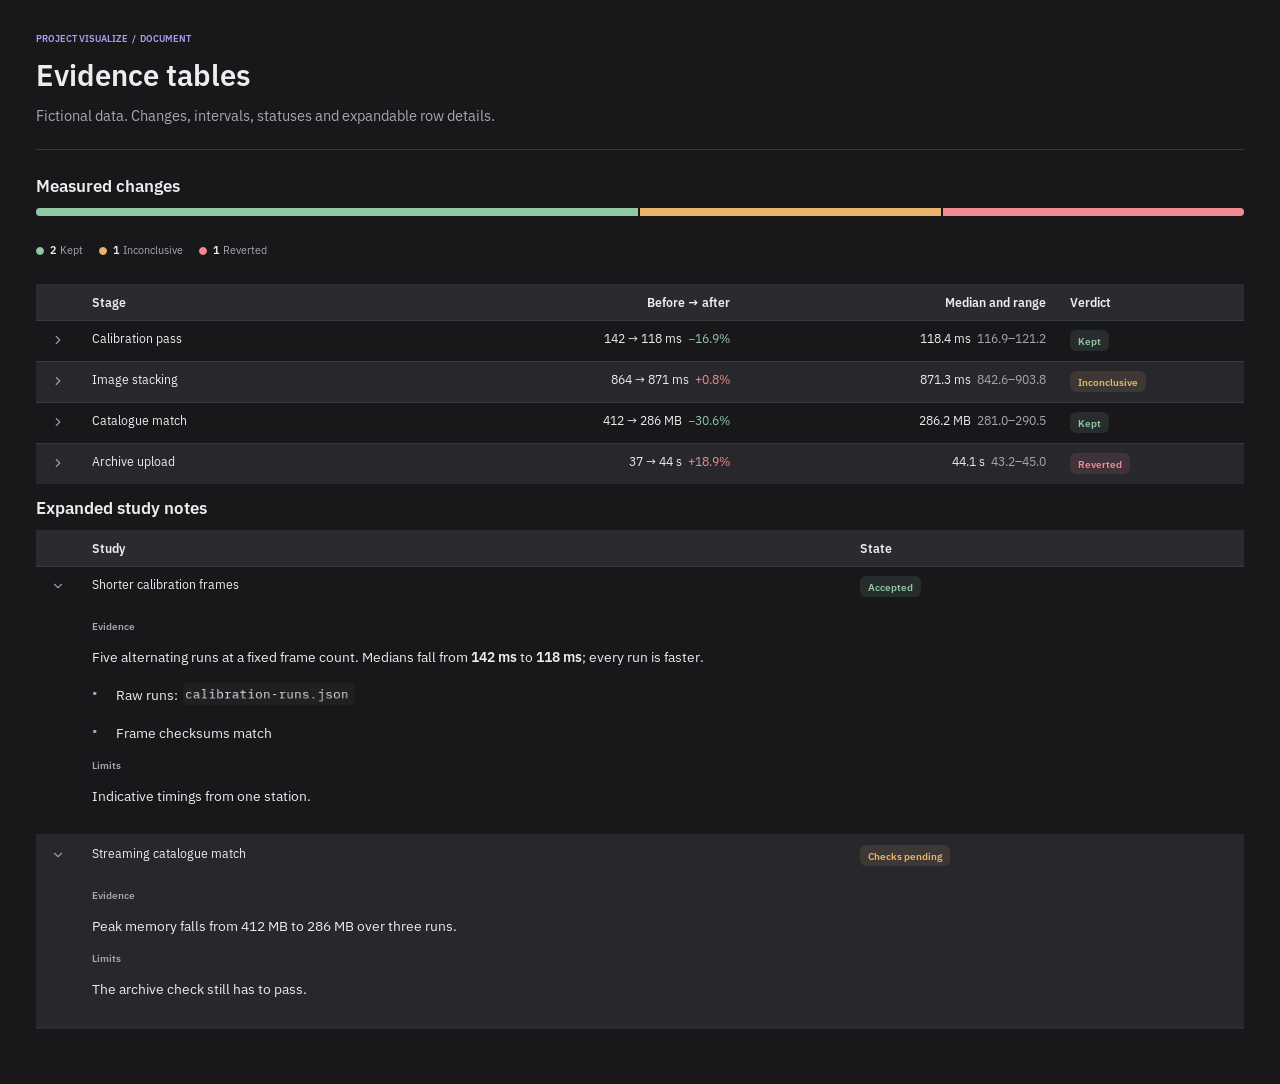 PROJECT VISUALIZE / DOCUMENT
Evidence tables
Fictional data. Changes, intervals, statuses and expandable row details.
Measured changes
2 Kept 1 Inconclusive 1 Reverted
Stage Before → after Median and range Verdict
Calibration pass 142 → 118 ms −16.9% 118.4 ms 116.9–121.2 Kept
Image stacking 864 → 871 ms +0.8% 871.3 ms 842.6–903.8 Inconclusive
Catalogue match 412 → 286 MB −30.6% 286.2 MB 281.0–290.5 Kept
Archive upload 37 → 44 s +18.9% 44.1 s 43.2–45.0 Reverted
Expanded study notes
Study State
Shorter calibration frames Accepted
Evidence
Five alternating runs at a fixed frame count. Medians fall from 142 ms to 118 ms; every run is faster.
• Raw runs: calibration-runs.json
• Frame checksums match
Limits
Indicative timings from one station.
Streaming catalogue match Checks pending
Evidence
Peak memory falls from 412 MB to 286 MB over three runs.
Limits
The archive check still has to pass.